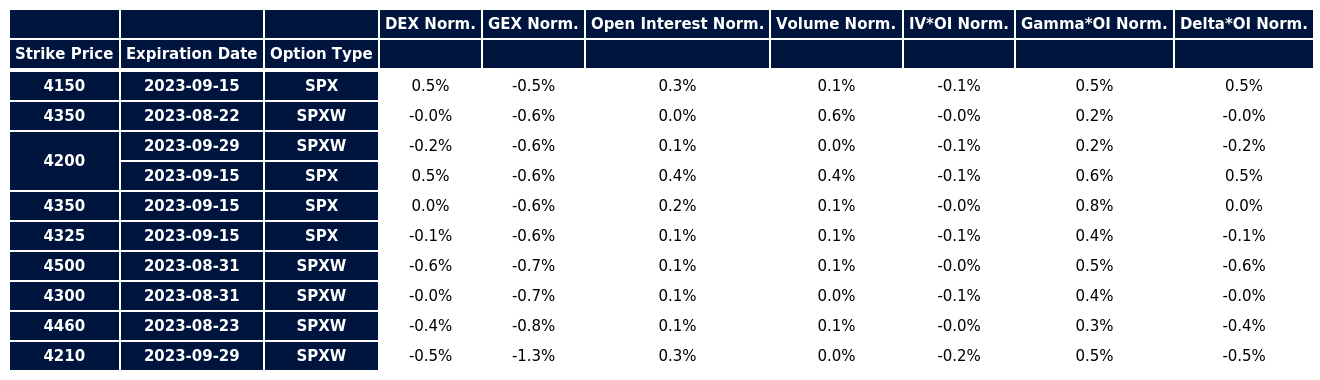 DEX Norm. GEX Norm. Open Interest Norm. Volume Norm. IV*OI Norm. Gamma*OI Norm. Delta*OI Norm.
Strike Price Expiration Date Option Type
4150 2023-09-15 SPX 0.5% -0.5% 0.3% 0.1% -0.1% 0.5% 0.5%
4350 2023-08-22 SPXW -0.0% -0.6% 0.0% 0.6% -0.0% 0.2% -0.0%
4200 2023-09-29 SPXW -0.2% -0.6% 0.1% 0.0% -0.1% 0.2% -0.2%
2023-09-15 SPX 0.5% -0.6% 0.4% 0.4% -0.1% 0.6% 0.5%
4350 2023-09-15 SPX 0.0% -0.6% 0.2% 0.1% -0.0% 0.8% 0.0%
4325 2023-09-15 SPX -0.1% -0.6% 0.1% 0.1% -0.1% 0.4% -0.1%
4500 2023-08-31 SPXW -0.6% -0.7% 0.1% 0.1% -0.0% 0.5% -0.6%
4300 2023-08-31 SPXW -0.0% -0.7% 0.1% 0.0% -0.1% 0.4% -0.0%
4460 2023-08-23 SPXW -0.4% -0.8% 0.1% 0.1% -0.0% 0.3% -0.4%
4210 2023-09-29 SPXW -0.5% -1.3% 0.3% 0.0% -0.2% 0.5% -0.5%